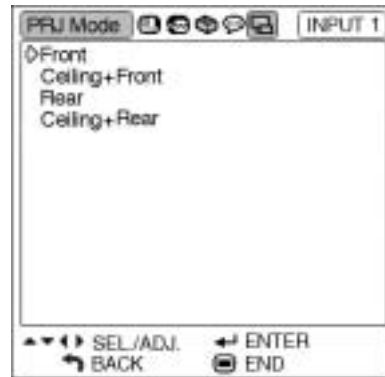 PRJ Mode INPUT 1
Front
Ceiling+Front
Rear
Ceiling+Rear
SEL./ADJ. ENTER
BACK END